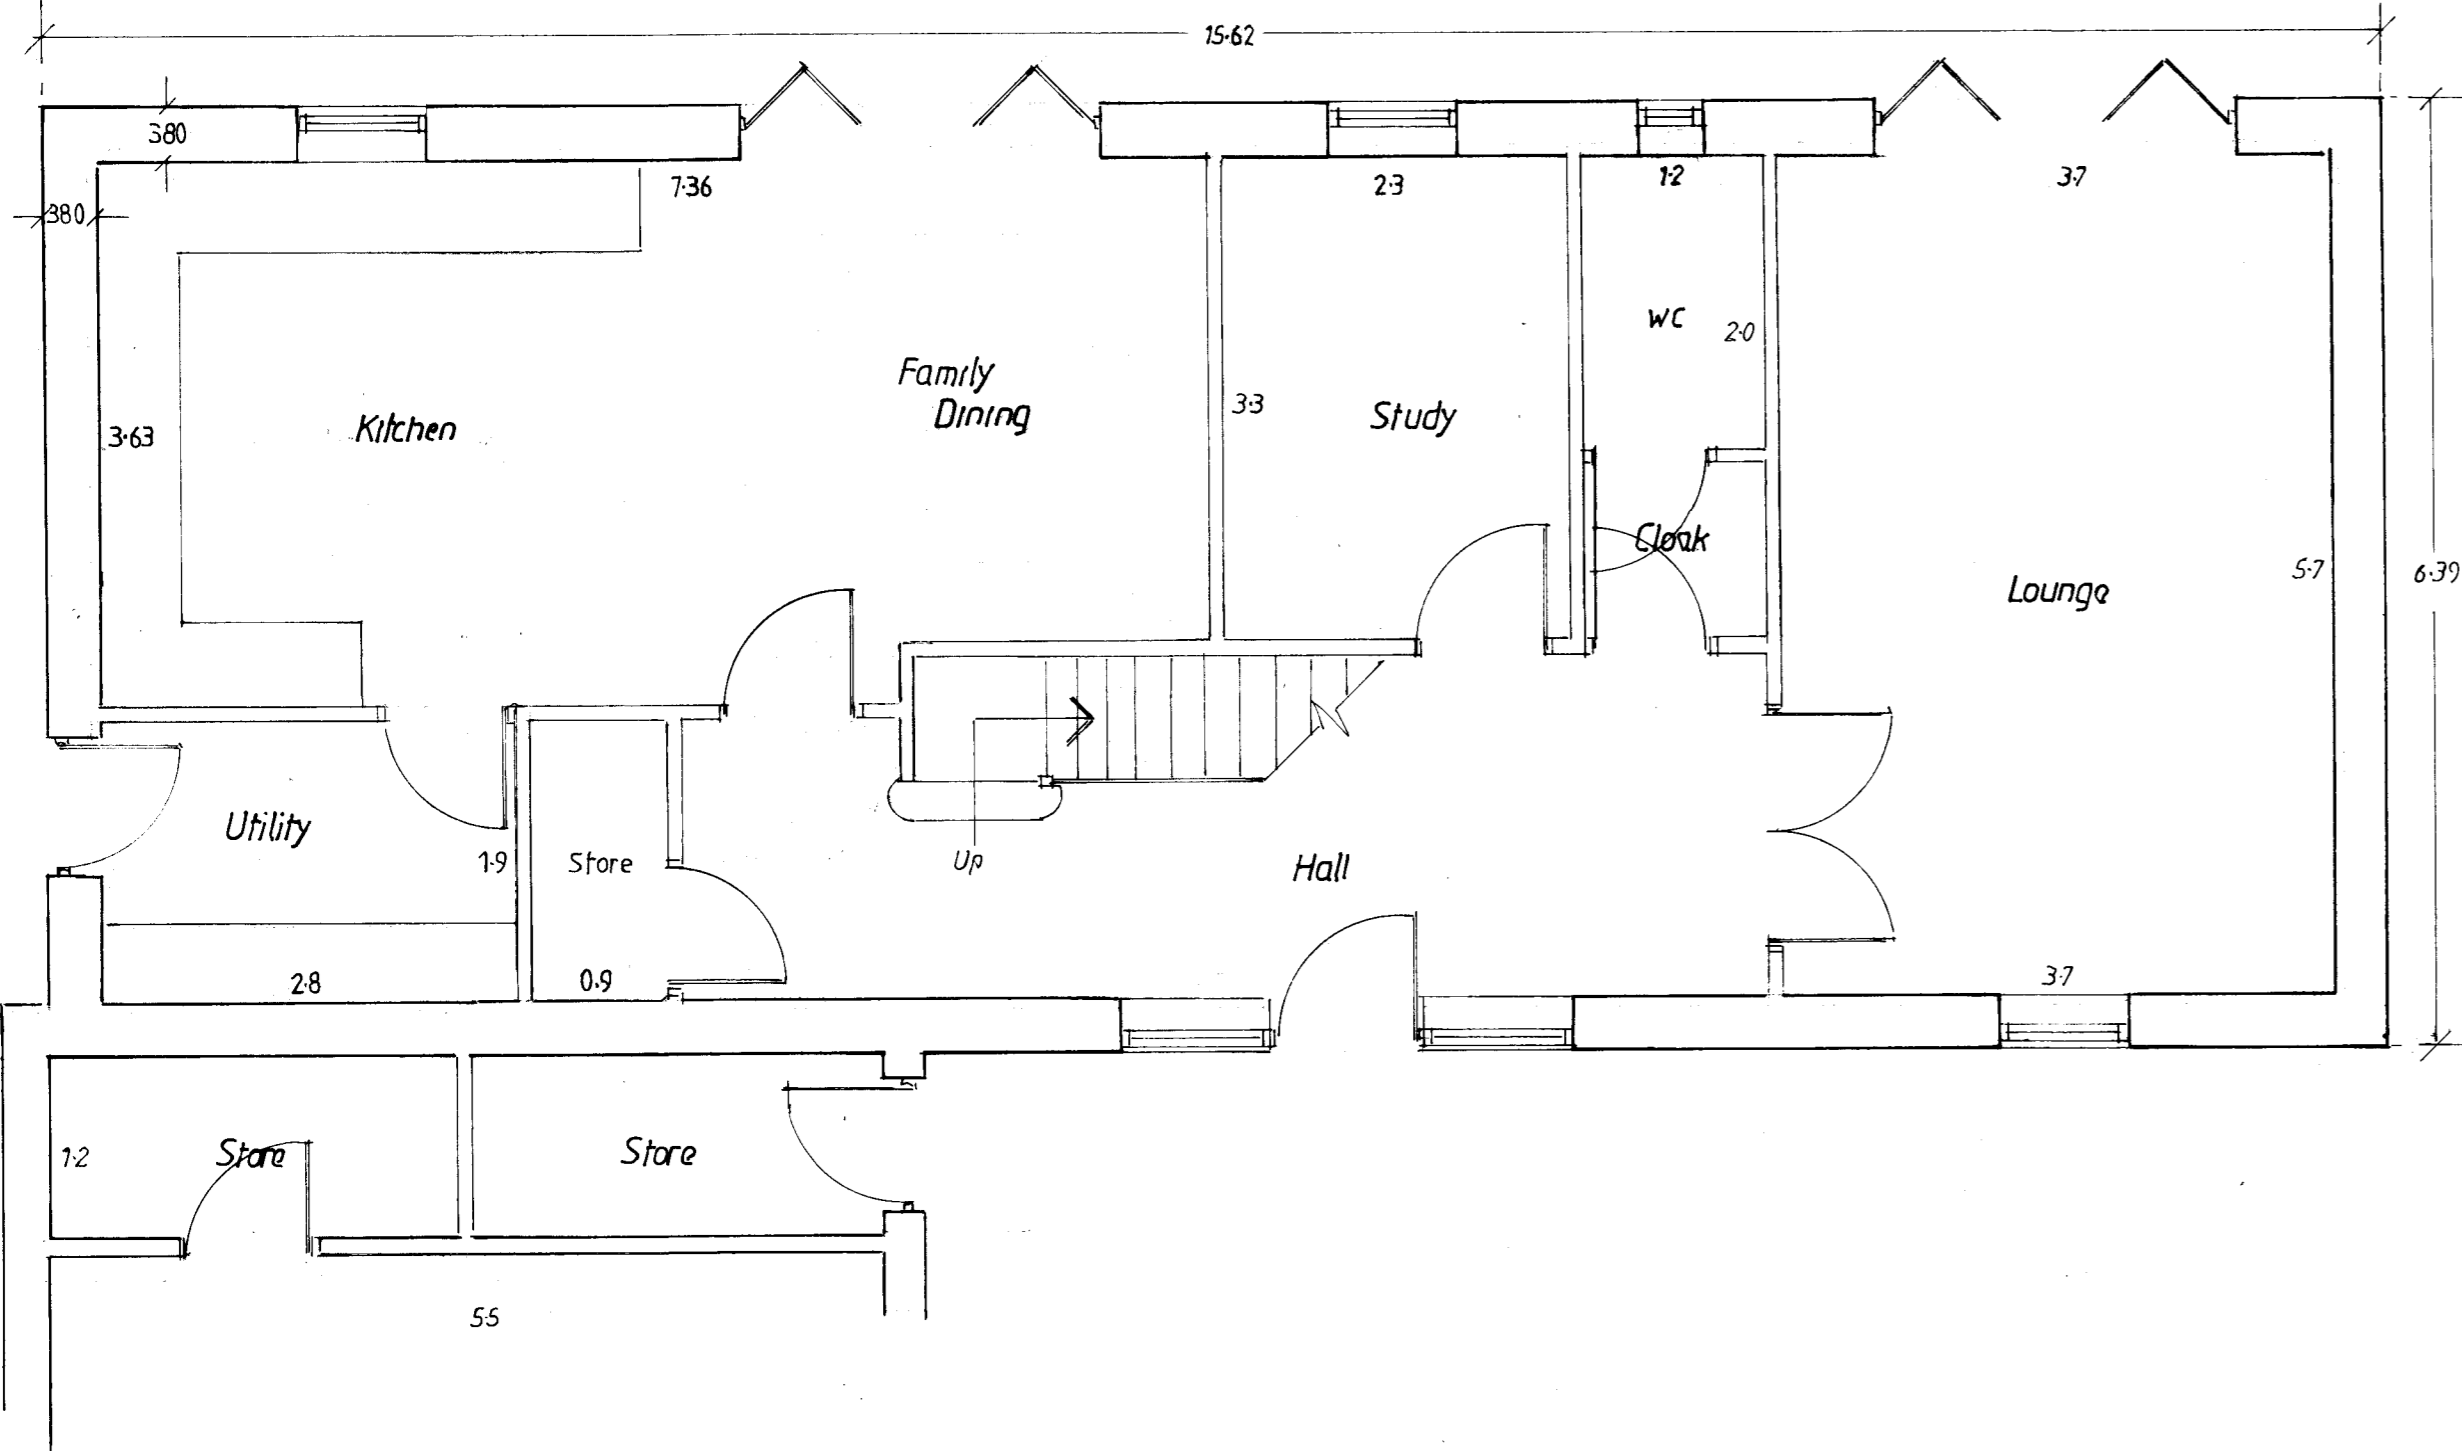 15·62
380
380
7·36
2·3
1·2
3·7
WC
2·0
Family
Dining
3·3
Study
Kitchen
3·63
Cloak
Lounge
5·7
6·39
Utility
1·9
Store
Up
Hall
2·8
0·9
3·7
1·2
Store
Store
5·5